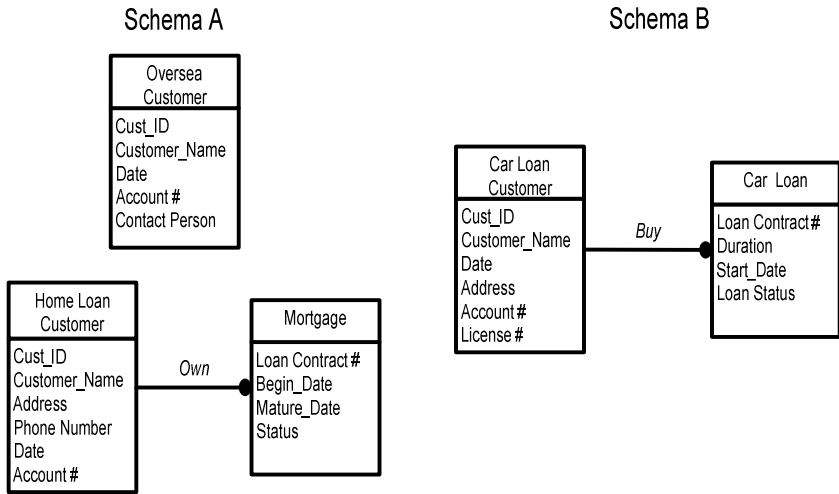 Schema A
Schema B
Oversea
Customer
Cust_ID
Customer_Name
Date
Account #
Contact Person
Car Loan
Customer
Cust_ID
Customer_Name
Date
Address
Account #
License #
Buy
Car Loan
Loan Contract #
Duration
Start_Date
Loan Status
Home Loan
Customer
Cust_ID
Customer_Name
Address
Phone Number
Date
Account #
Own
Mortgage
Loan Contract #
Begin_Date
Mature_Date
Status